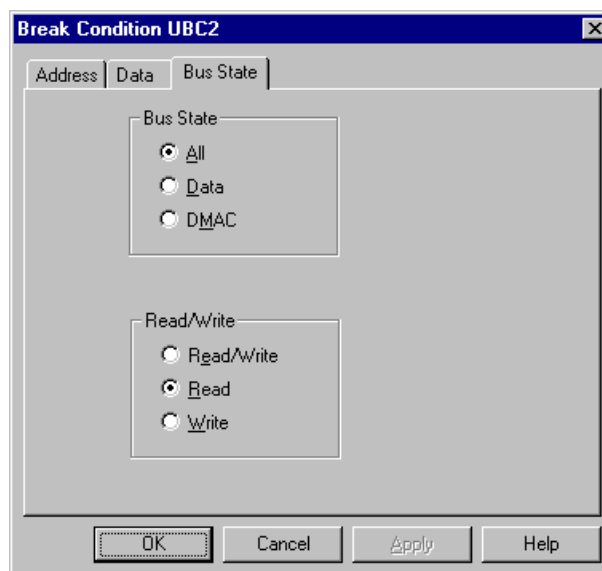 Break Condition UBC2
Address Data Bus State
Bus State
All
Data
DMAC
Read/Write
Read/Write
Read
Write
OK Cancel Apply Help